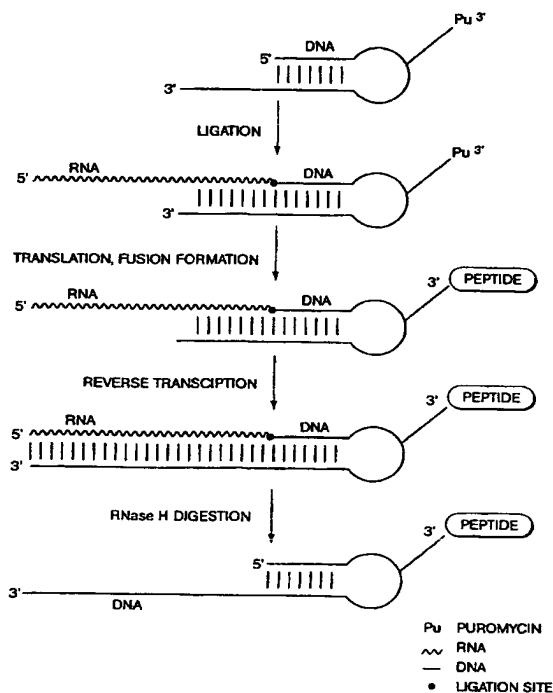 Pu 3'
5' DNA
3'
LIGATION
RNA
5'
DNA
Pu 3'
3'
TRANSLATION, FUSION FORMATION
3' PEPTIDE
RNA
5'
DNA
REVERSE TRANSCIPTION
3' PEPTIDE
RNA
5'
DNA
3'
RNase H DIGESTION
3' PEPTIDE
5'
3'
DNA
Pu PUROMYCIN
RNA
DNA
LIGATION SITE